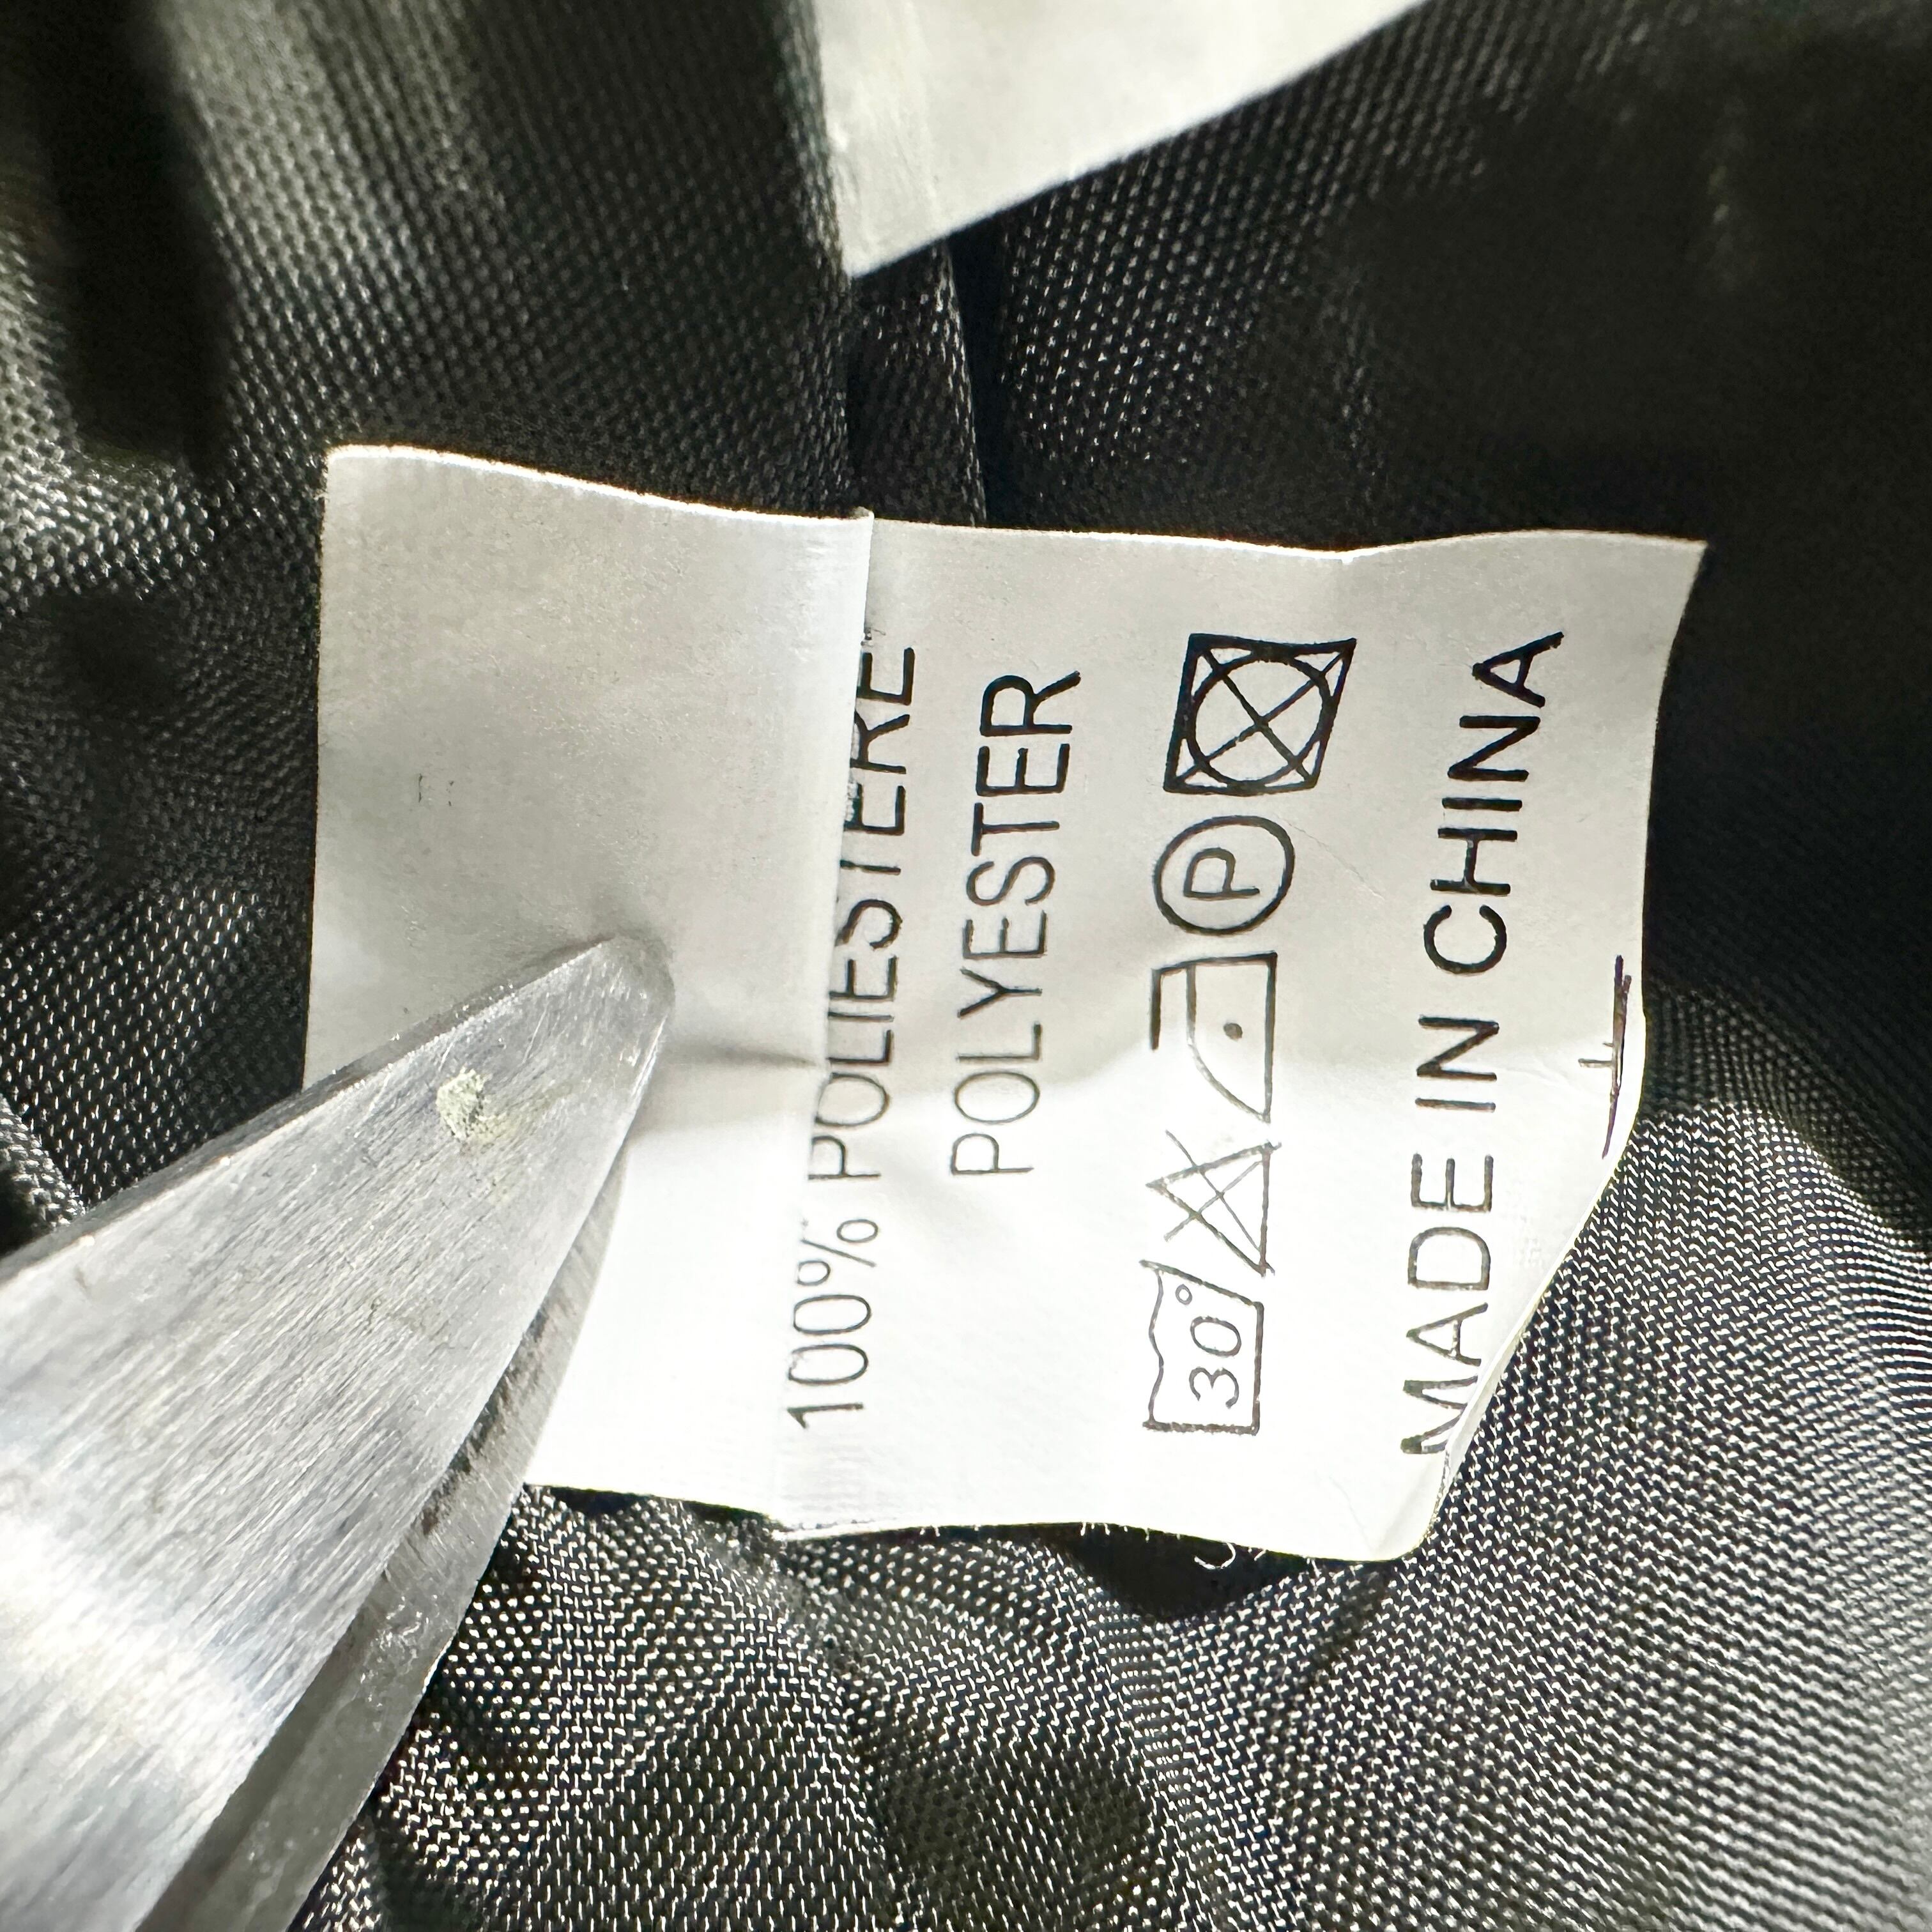 100% POLIESTERE
POLYESTER
30° P
MADE IN CHINA